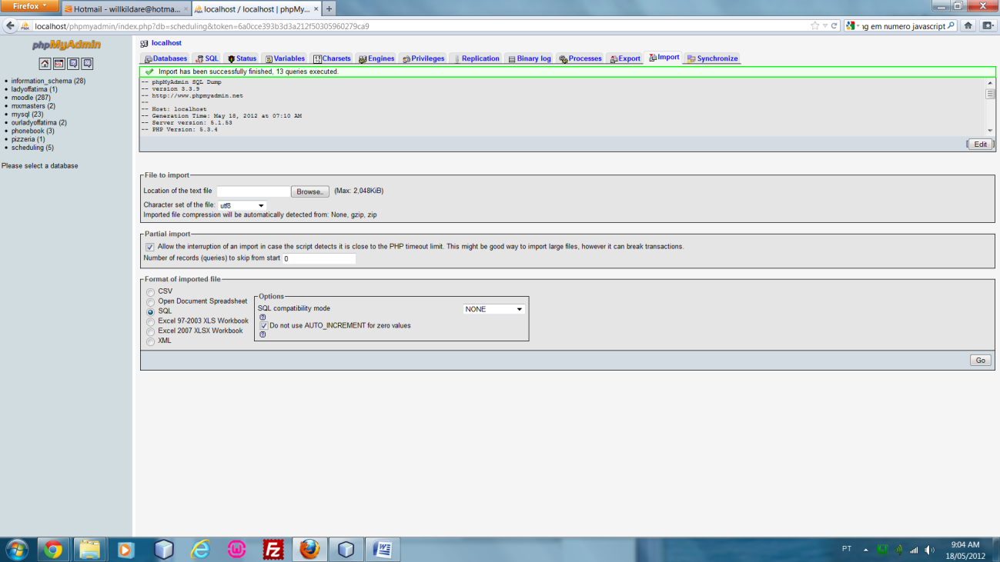 Firefox
Hotmail - willkildare@hotma...
localhost / localhost | phpMy...
localhost/phpmyadmin/index.php?db=scheduling&token=6a0cce393b3d3a212f50305960279ca9
ıg em numero javascript
phpMyAdmin
information_schema (28)
ladyoffatima (1)
moodle (287)
mxmasters (2)
mysql (23)
ourladyoffatima (2)
phonebook (3)
pizzeria (1)
scheduling (5)
Please select a database
localhost
Databases SQL Status Variables Charsets Engines Privileges Replication Binary log Processes Export Import Synchronize
Import has been successfully finished, 13 queries executed.
-- phpMyAdmin SQL Dump
-- version 3.3.9
-- http://www.phpmyadmin.net
--
-- Host: localhost
-- Generation Time: May 18, 2012 at 07:10 AM
-- Server version: 5.1.53
-- PHP Version: 5.3.4
[ Edit ]
File to import
Location of the text file Browse... (Max: 2,048KiB)
Character set of the file: utf8
Imported file compression will be automatically detected from: None, gzip, zip
Partial import
Allow the interruption of an import in case the script detects it is close to the PHP timeout limit. This might be good way to import large files, however it can break transactions.
Number of records (queries) to skip from start 0
Format of imported file
CSV
Open Document Spreadsheet
SQL
Excel 97-2003 XLS Workbook
Excel 2007 XLSX Workbook
XML
Options
SQL compatibility mode NONE
Do not use AUTO_INCREMENT for zero values
Go
PT
9:04 AM
18/05/2012